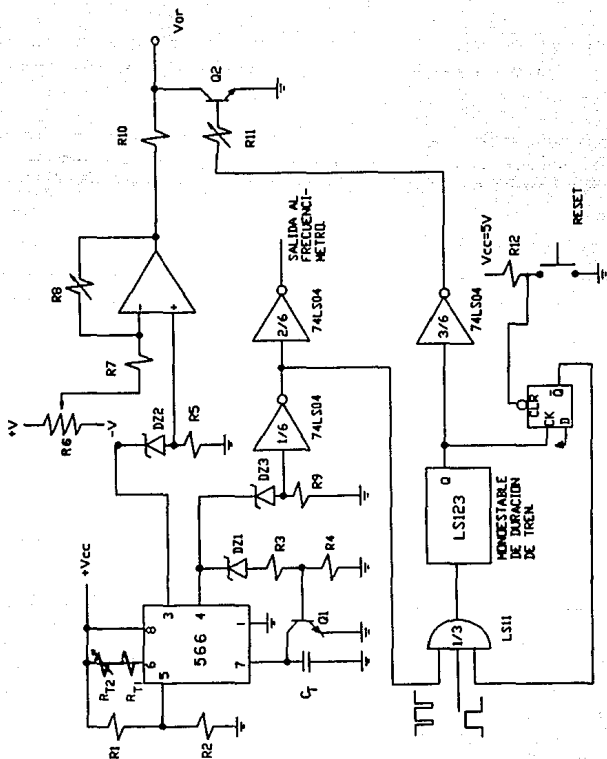 +V
R6
-V
R7
R8
-
+
R10
Vor
Q2
R11
DZ2
R5
+Vcc
R1
RT2
RT1
R2
5
6
8
566
3
4
7
1
CT
Q1
DZ1
R3
R4
DZ3
R9
1/6
74LS04
2/6
74LS04
SALIDA AL
FRECUENCI-
METRO.
1/3
LS11
LS123
Q
MONOESTABLE
DE DURACION
DE TREN.
3/6
74LS04
CLR
CK
D
Q̄
Vcc=5V
R12
RESET